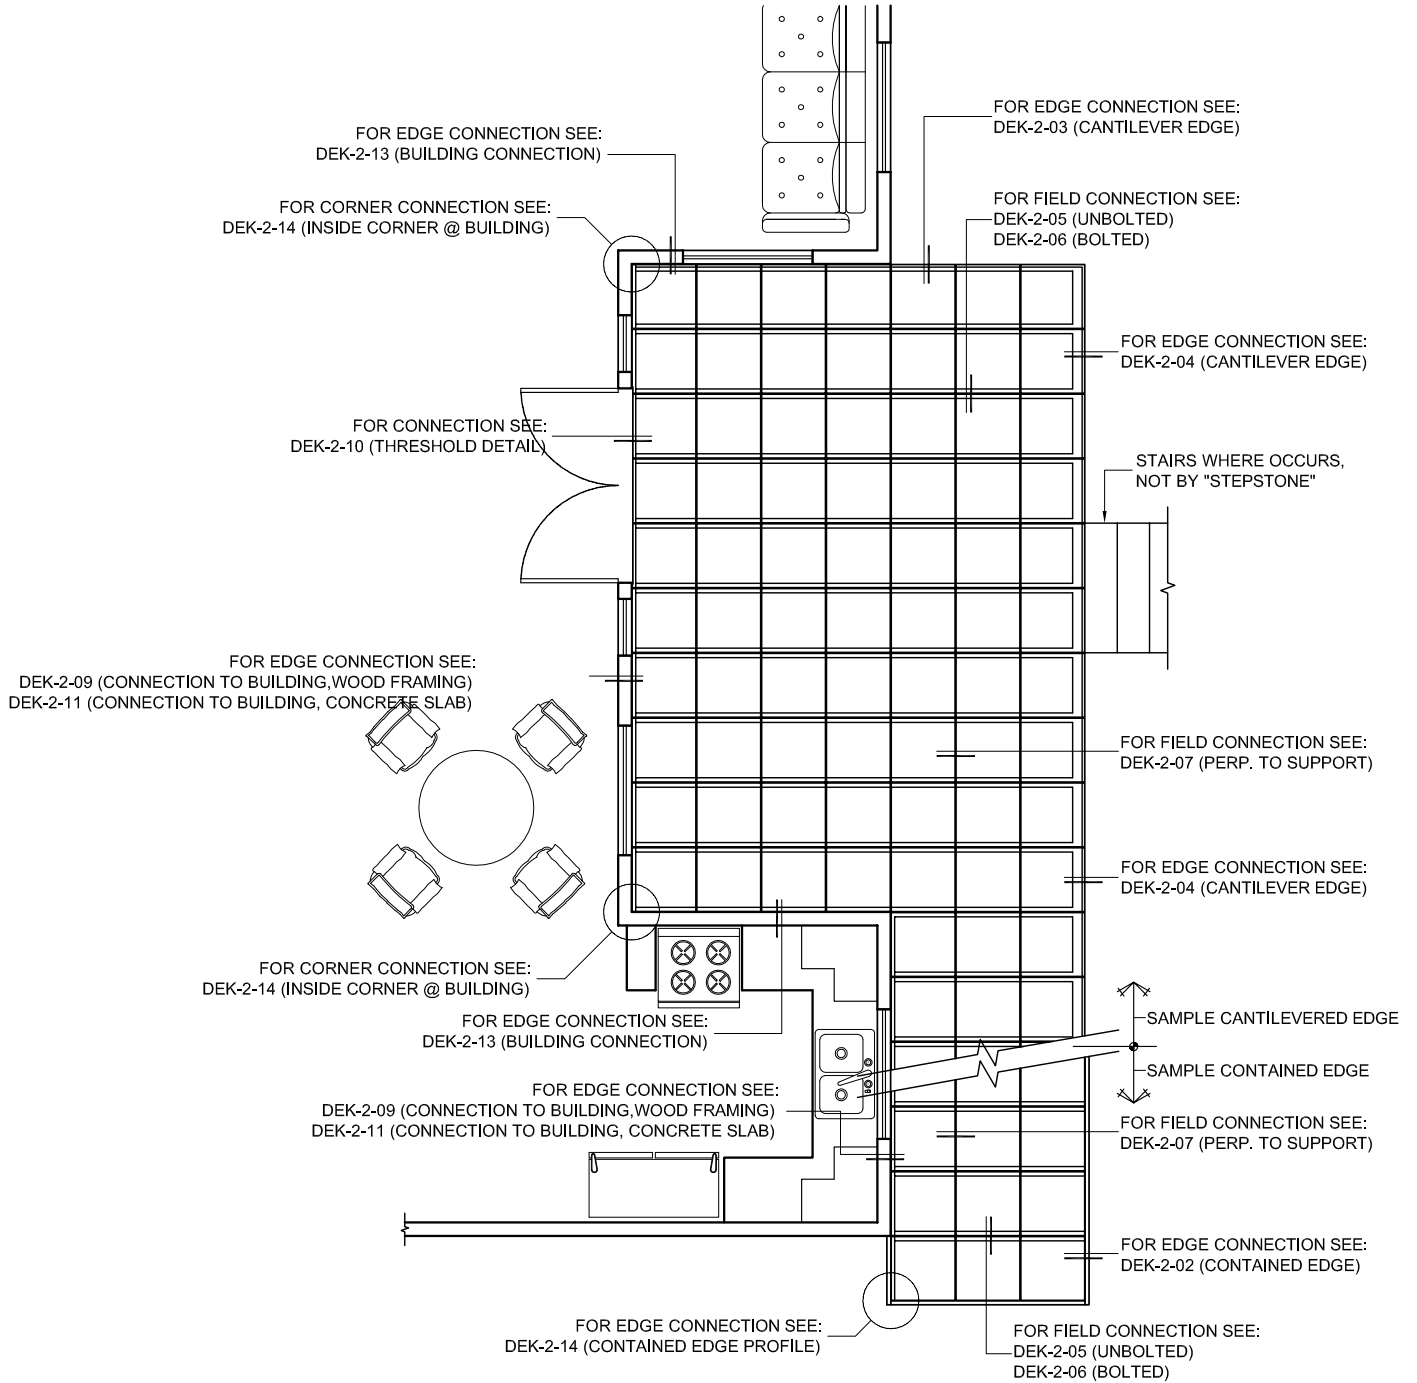 FOR EDGE CONNECTION SEE:
DEK-2-03 (CANTILEVER EDGE)
FOR EDGE CONNECTION SEE:
DEK-2-13 (BUILDING CONNECTION)
FOR FIELD CONNECTION SEE:
DEK-2-05 (UNBOLTED)
DEK-2-06 (BOLTED)
FOR CORNER CONNECTION SEE:
DEK-2-14 (INSIDE CORNER @ BUILDING)
FOR EDGE CONNECTION SEE:
DEK-2-04 (CANTILEVER EDGE)
FOR CONNECTION SEE:
DEK-2-10 (THRESHOLD DETAIL)
STAIRS WHERE OCCURS,
NOT BY "STEPSTONE"
FOR EDGE CONNECTION SEE:
DEK-2-09 (CONNECTION TO BUILDING,WOOD FRAMING)
DEK-2-11 (CONNECTION TO BUILDING, CONCRETE SLAB)
FOR FIELD CONNECTION SEE:
DEK-2-07 (PERP. TO SUPPORT)
FOR EDGE CONNECTION SEE:
DEK-2-04 (CANTILEVER EDGE)
FOR CORNER CONNECTION SEE:
DEK-2-14 (INSIDE CORNER @ BUILDING)
FOR EDGE CONNECTION SEE:
DEK-2-13 (BUILDING CONNECTION)
SAMPLE CANTILEVERED EDGE
SAMPLE CONTAINED EDGE
FOR EDGE CONNECTION SEE:
DEK-2-09 (CONNECTION TO BUILDING,WOOD FRAMING)
DEK-2-11 (CONNECTION TO BUILDING, CONCRETE SLAB)
FOR FIELD CONNECTION SEE:
DEK-2-07 (PERP. TO SUPPORT)
FOR EDGE CONNECTION SEE:
DEK-2-02 (CONTAINED EDGE)
FOR EDGE CONNECTION SEE:
DEK-2-14 (CONTAINED EDGE PROFILE)
FOR FIELD CONNECTION SEE:
DEK-2-05 (UNBOLTED)
DEK-2-06 (BOLTED)